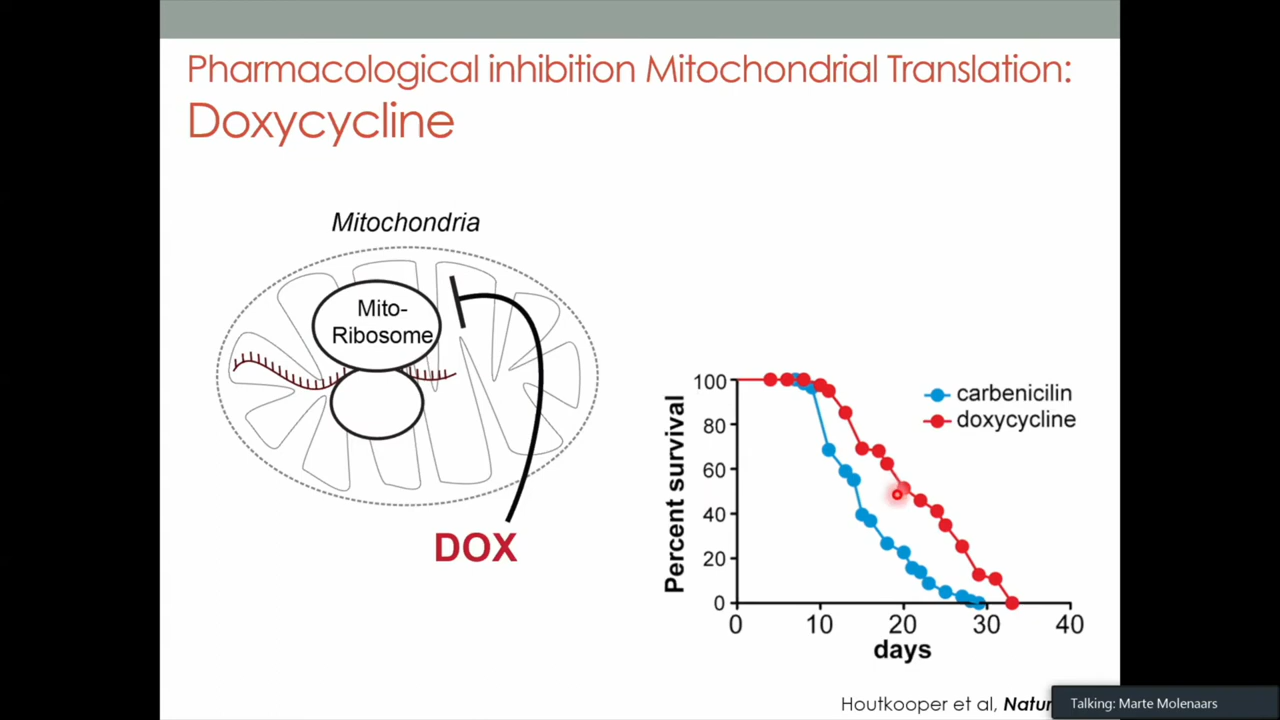 Pharmacological inhibition Mitochondrial Translation:
Doxycycline
Mitochondria
Mito-
Ribosome
DOX
Percent survival
100
80
60
40
20
0
carbenicilin
doxycycline
0 10 20 30 40
days
Houtkooper et al,
Talking: Marte Molenaars